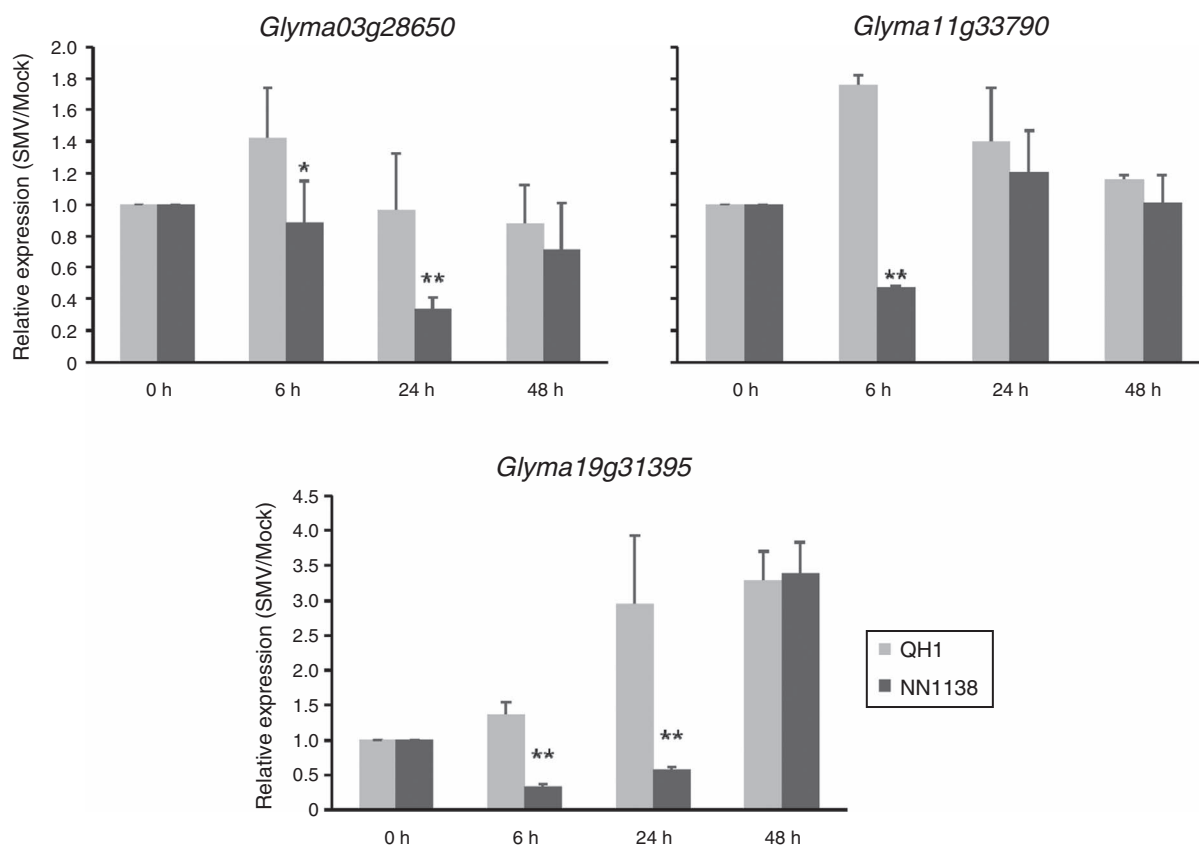 Glyma03g28650
Relative expression (SMV/Mock)
2.0
1.8
1.6
1.4
1.2
1.0
0.8
0.6
0.4
0.2
0
*
**
0 h 6 h 24 h 48 h
Glyma11g33790
**
0 h 6 h 24 h 48 h
Glyma19g31395
Relative expression (SMV/Mock)
4.5
4.0
3.5
3.0
2.5
2.0
1.5
1.0
0.5
0
**
**
0 h 6 h 24 h 48 h
QH1
NN1138